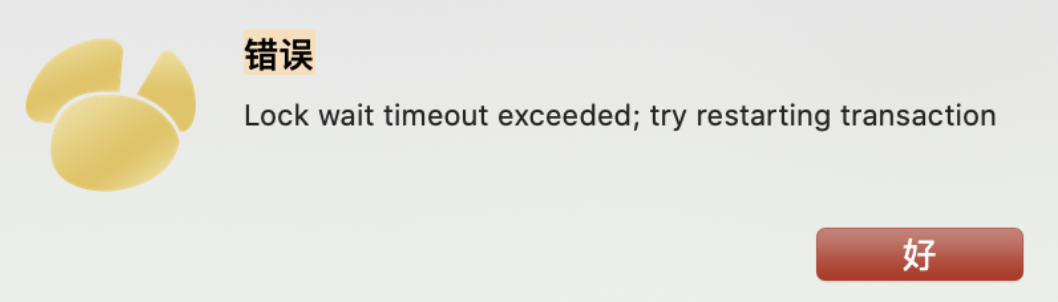 错误
Lock wait timeout exceeded; try restarting transaction
好